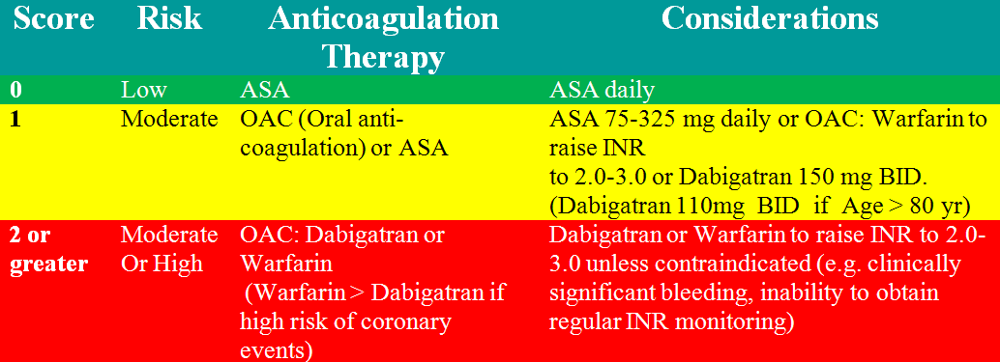 Score Risk Anticoagulation Therapy Considerations
0 Low ASA ASA daily
1 Moderate OAC (Oral anti-
coagulation) or ASA
ASA 75-325 mg daily or OAC: Warfarin to
raise INR
to 2.0-3.0 or Dabigatran 150 mg BID.
(Dabigatran 110mg BID if Age > 80 yr)
2 or
greater
Moderate
Or High
OAC: Dabigatran or
Warfarin
(Warfarin > Dabigatran if
high risk of coronary
events)
Dabigatran or Warfarin to raise INR to 2.0-
3.0 unless contraindicated (e.g. clinically
significant bleeding, inability to obtain
regular INR monitoring)